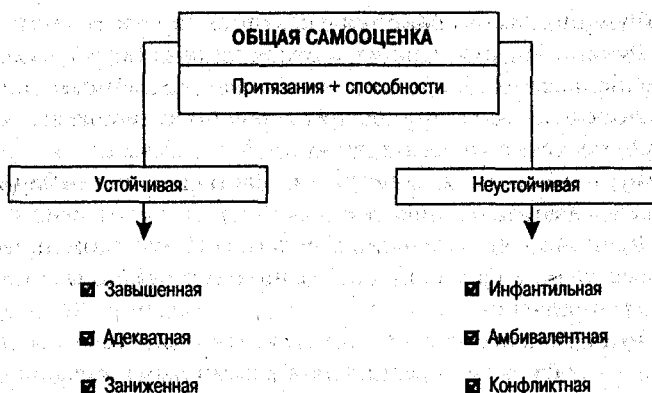 ОБЩАЯ САМООЦЕНКА
Притязания + способности
Устойчивая
Неустойчивая
Завышенная
Инфантильная
Адекватная
Амбивалентная
Заниженная
Конфликтная